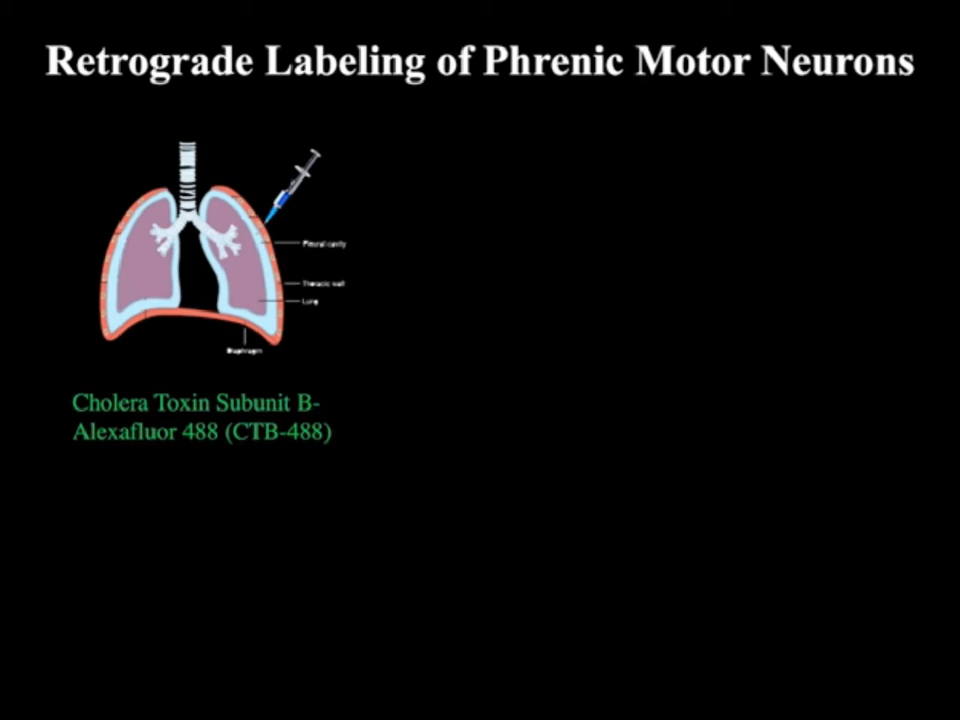 Retrograde Labeling of Phrenic Motor Neurons
Pleural cavity
Thoracic wall
Lung
Diaphragm
Cholera Toxin Subunit B-
Alexafluor 488 (CTB-488)